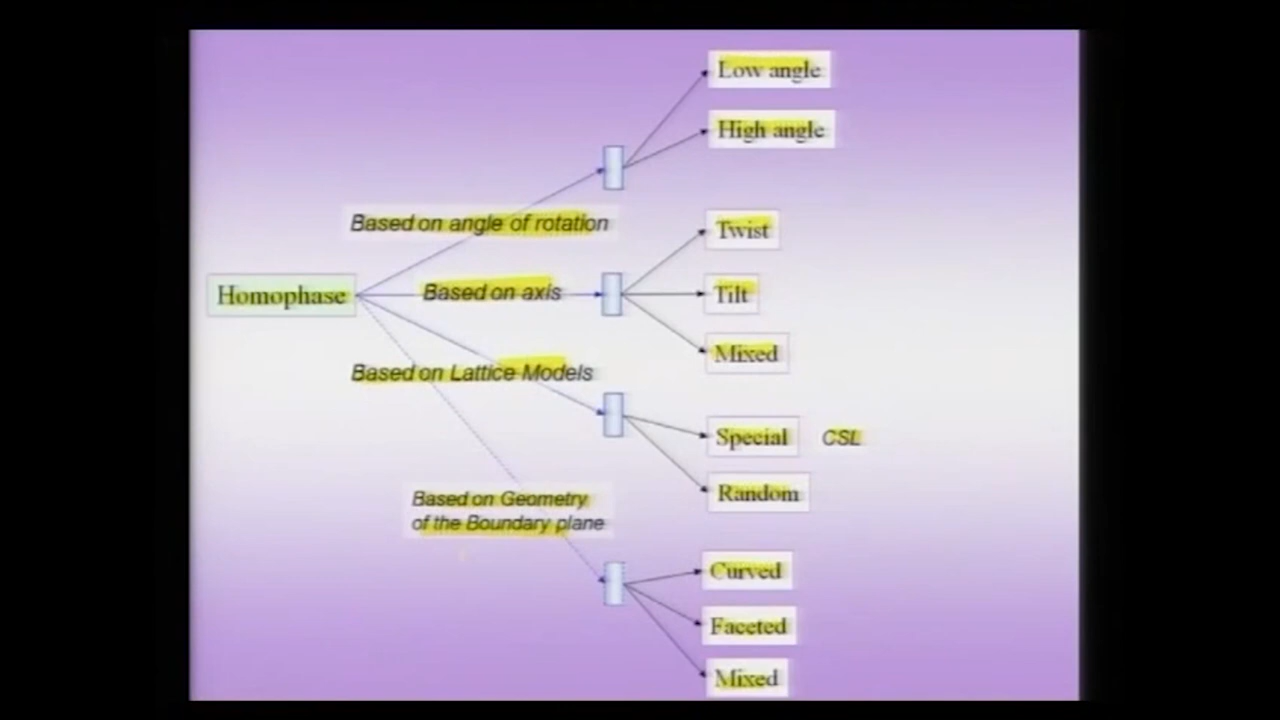 Low angle
High angle
Based on angle of rotation
Twist
Homophase
Based on axis
Tilt
Mixed
Based on Lattice Models
Special CSL
Random
Based on Geometry
of the Boundary plane
Curved
Faceted
Mixed